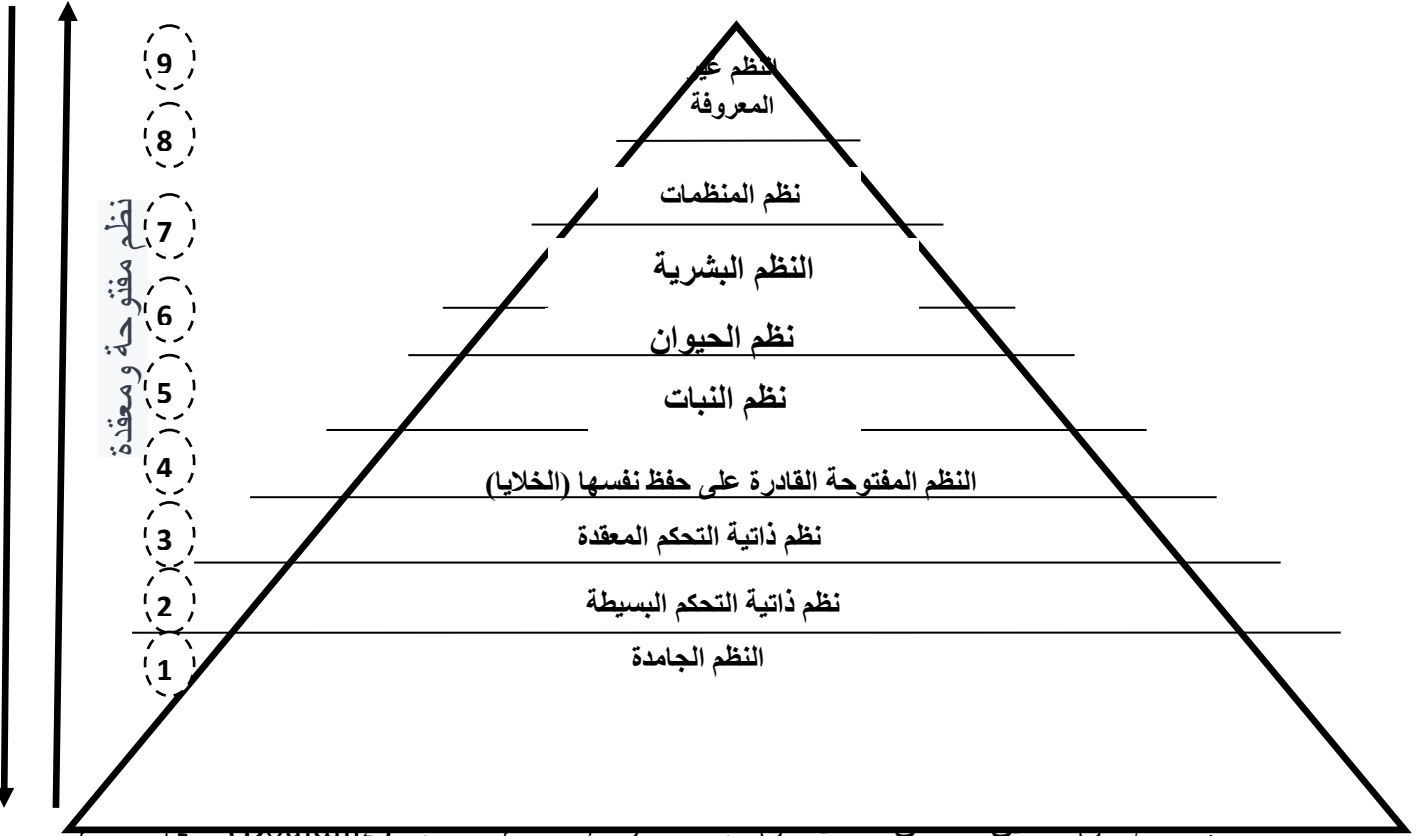 9
النظم غير
المعروفة
8
نظم المنظمات
7
النظم البشرية
6
نظم الحيوان
5
نظم النبات
4
النظم المفتوحة القادرة على حفظ نفسها (الخلايا)
3
نظم ذاتية التحكم المعقدة
2
نظم ذاتية التحكم البسيطة
1
النظم الجامدة
نظم مفتوحة ومعقدة